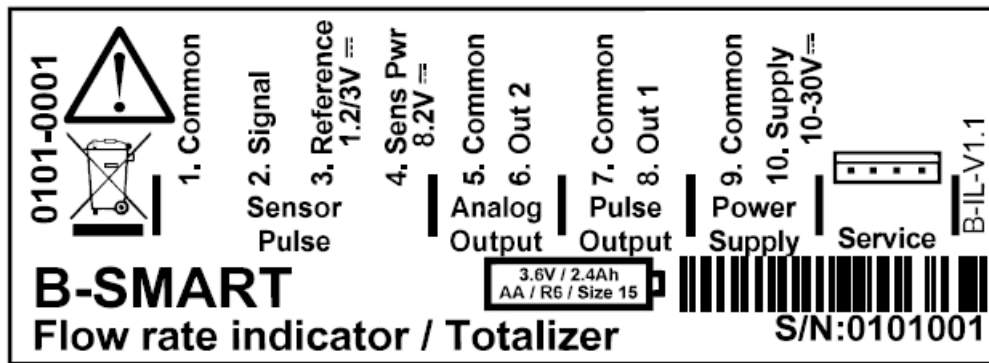 0101-0001
1. Common
2. Signal
3. Reference
1.2/3V ⎓
4. Sens Pwr
8.2V ⎓
5. Common
6. Out 2
7. Common
8. Out 1
9. Common
10. Supply
10-30V ⎓
Sensor
Pulse
Analog
Output
Pulse
Output
Power
Supply
Service
B-IL-V1.1
B-SMART
3.6V / 2.4Ah
AA / R6 / Size 15
Flow rate indicator / Totalizer
S/N:0101001